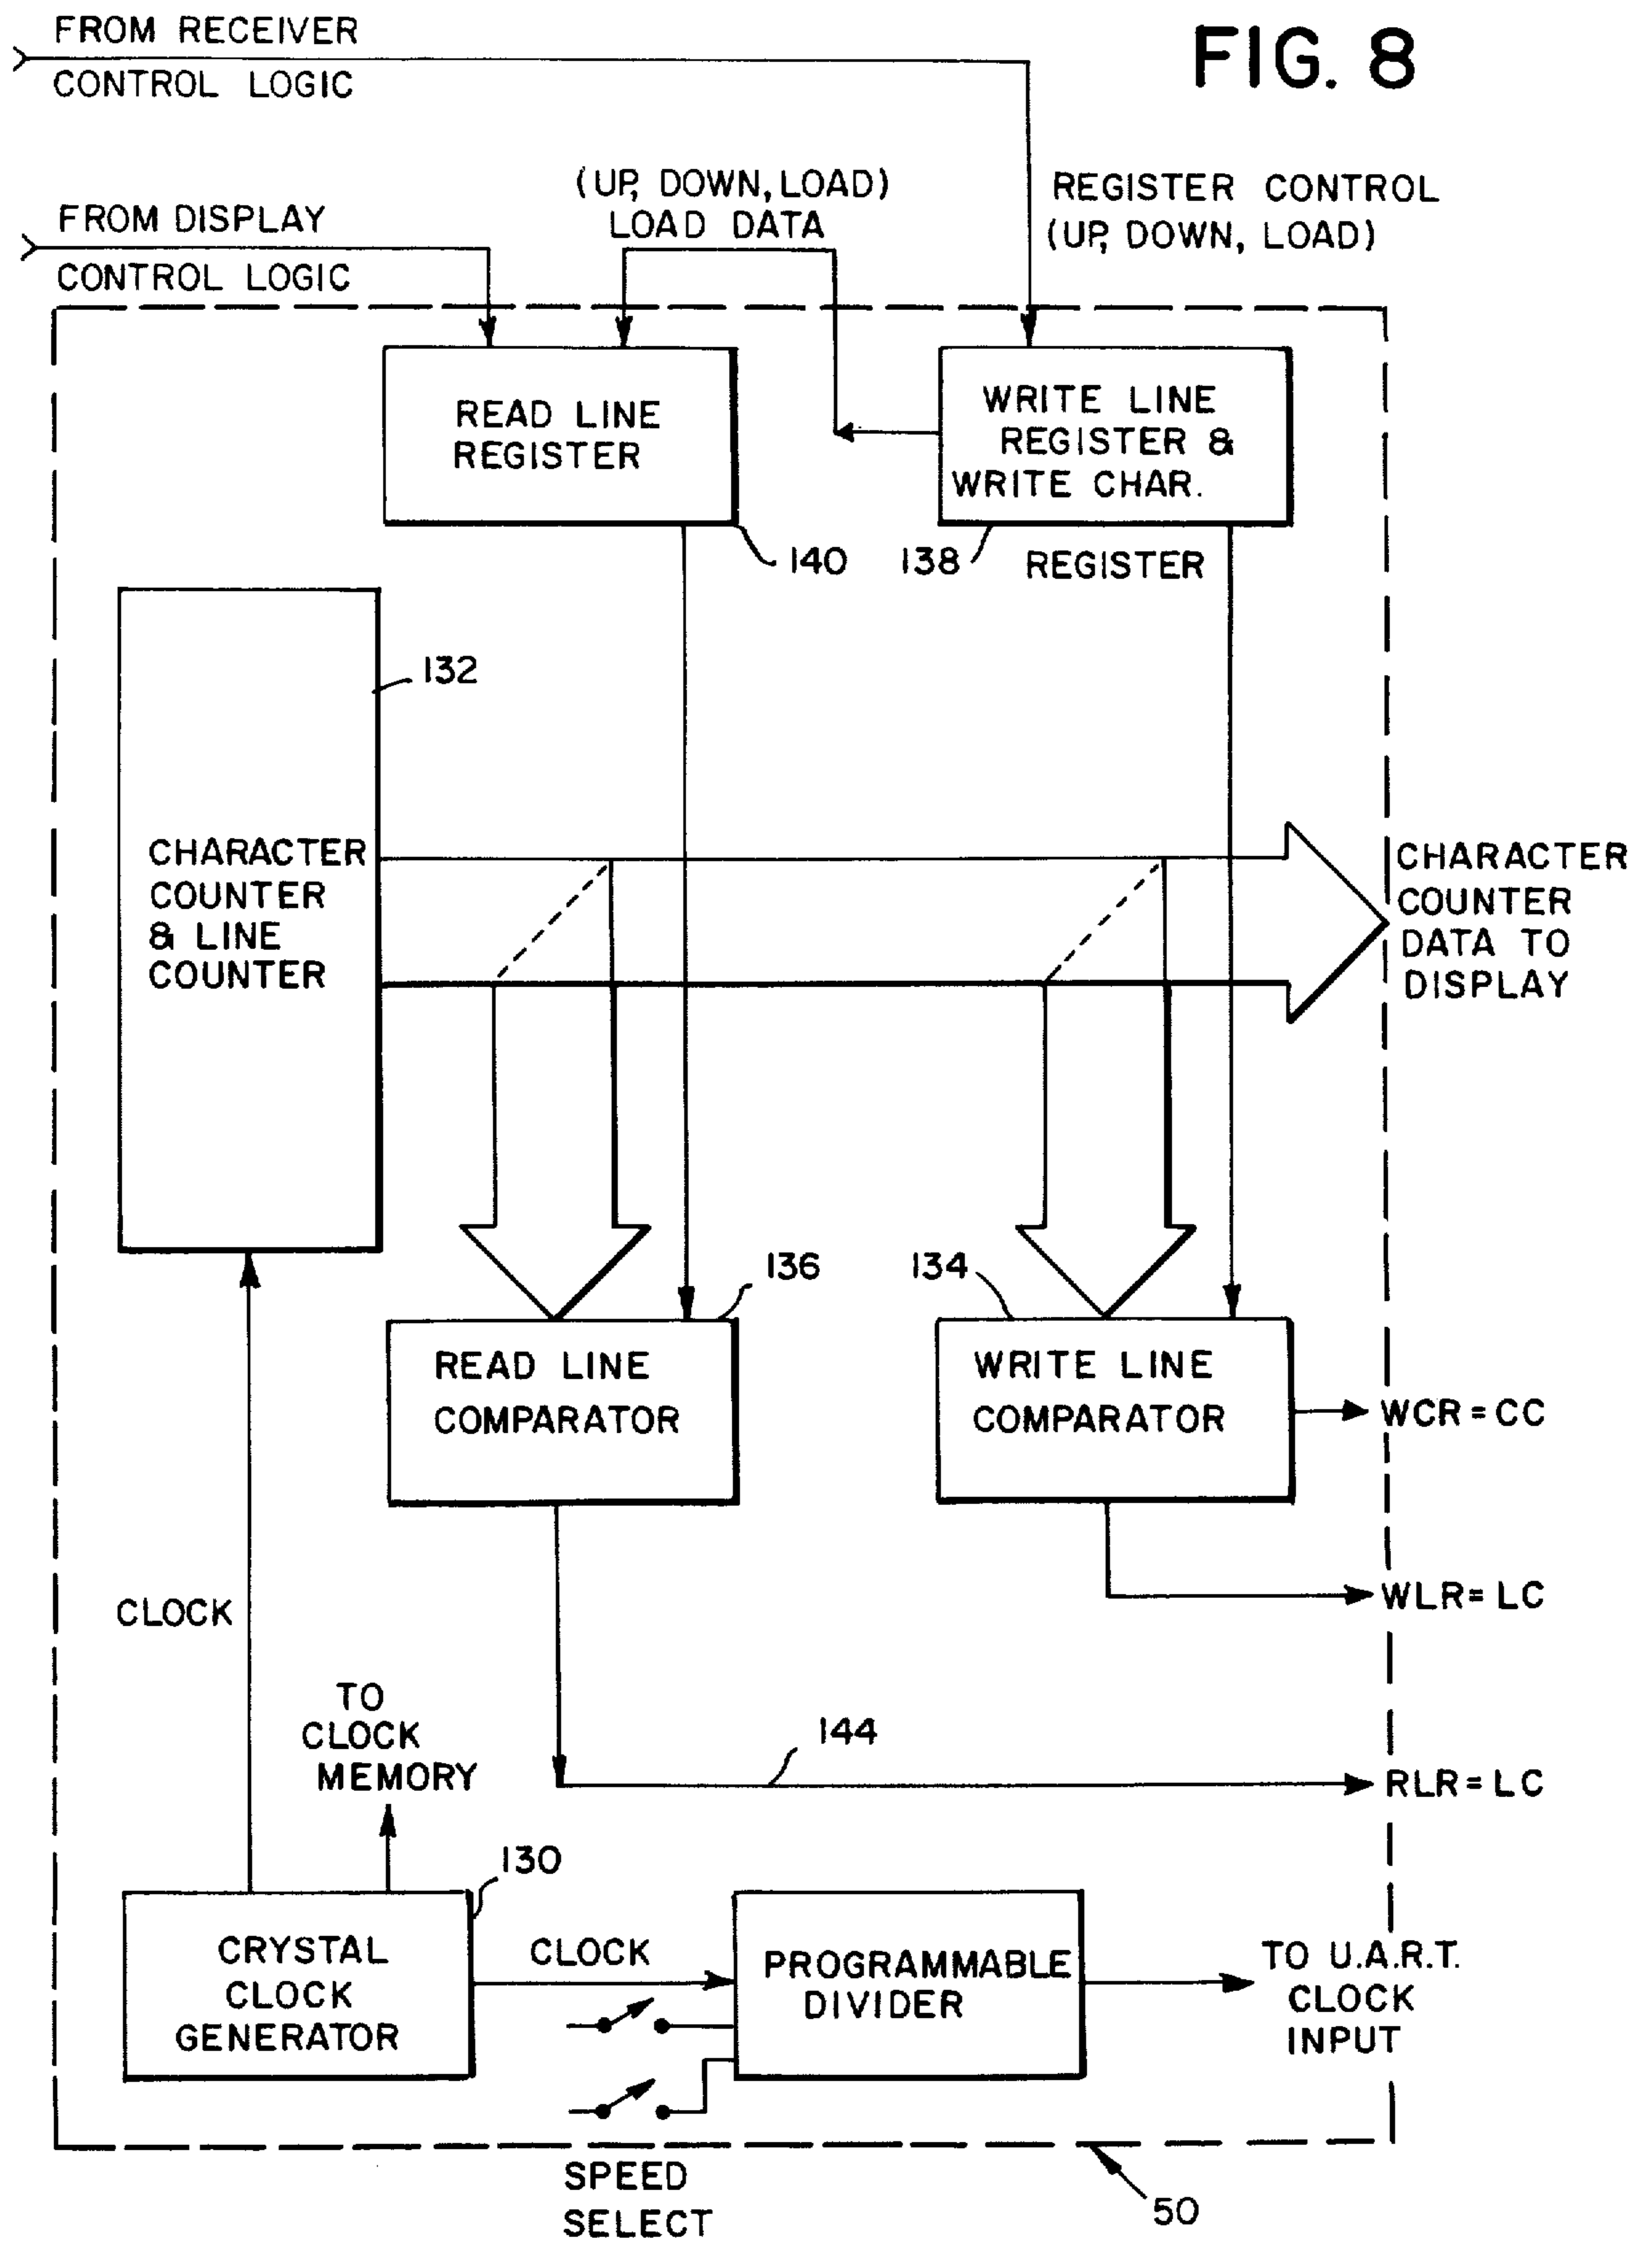 FROM RECEIVER
CONTROL LOGIC
FIG. 8
(UP, DOWN, LOAD)
LOAD DATA
REGISTER CONTROL
(UP, DOWN, LOAD)
FROM DISPLAY
CONTROL LOGIC
READ LINE
REGISTER
WRITE LINE
REGISTER &
WRITE CHAR.
140
138
REGISTER
132
CHARACTER
COUNTER
& LINE
COUNTER
CHARACTER
COUNTER
DATA TO
DISPLAY
136
134
READ LINE
COMPARATOR
WRITE LINE
COMPARATOR
WCR = CC
WLR = LC
CLOCK
TO
CLOCK
MEMORY
144
RLR = LC
130
CRYSTAL
CLOCK
GENERATOR
CLOCK
PROGRAMMABLE
DIVIDER
TO U.A.R.T.
CLOCK
INPUT
SPEED
SELECT
50